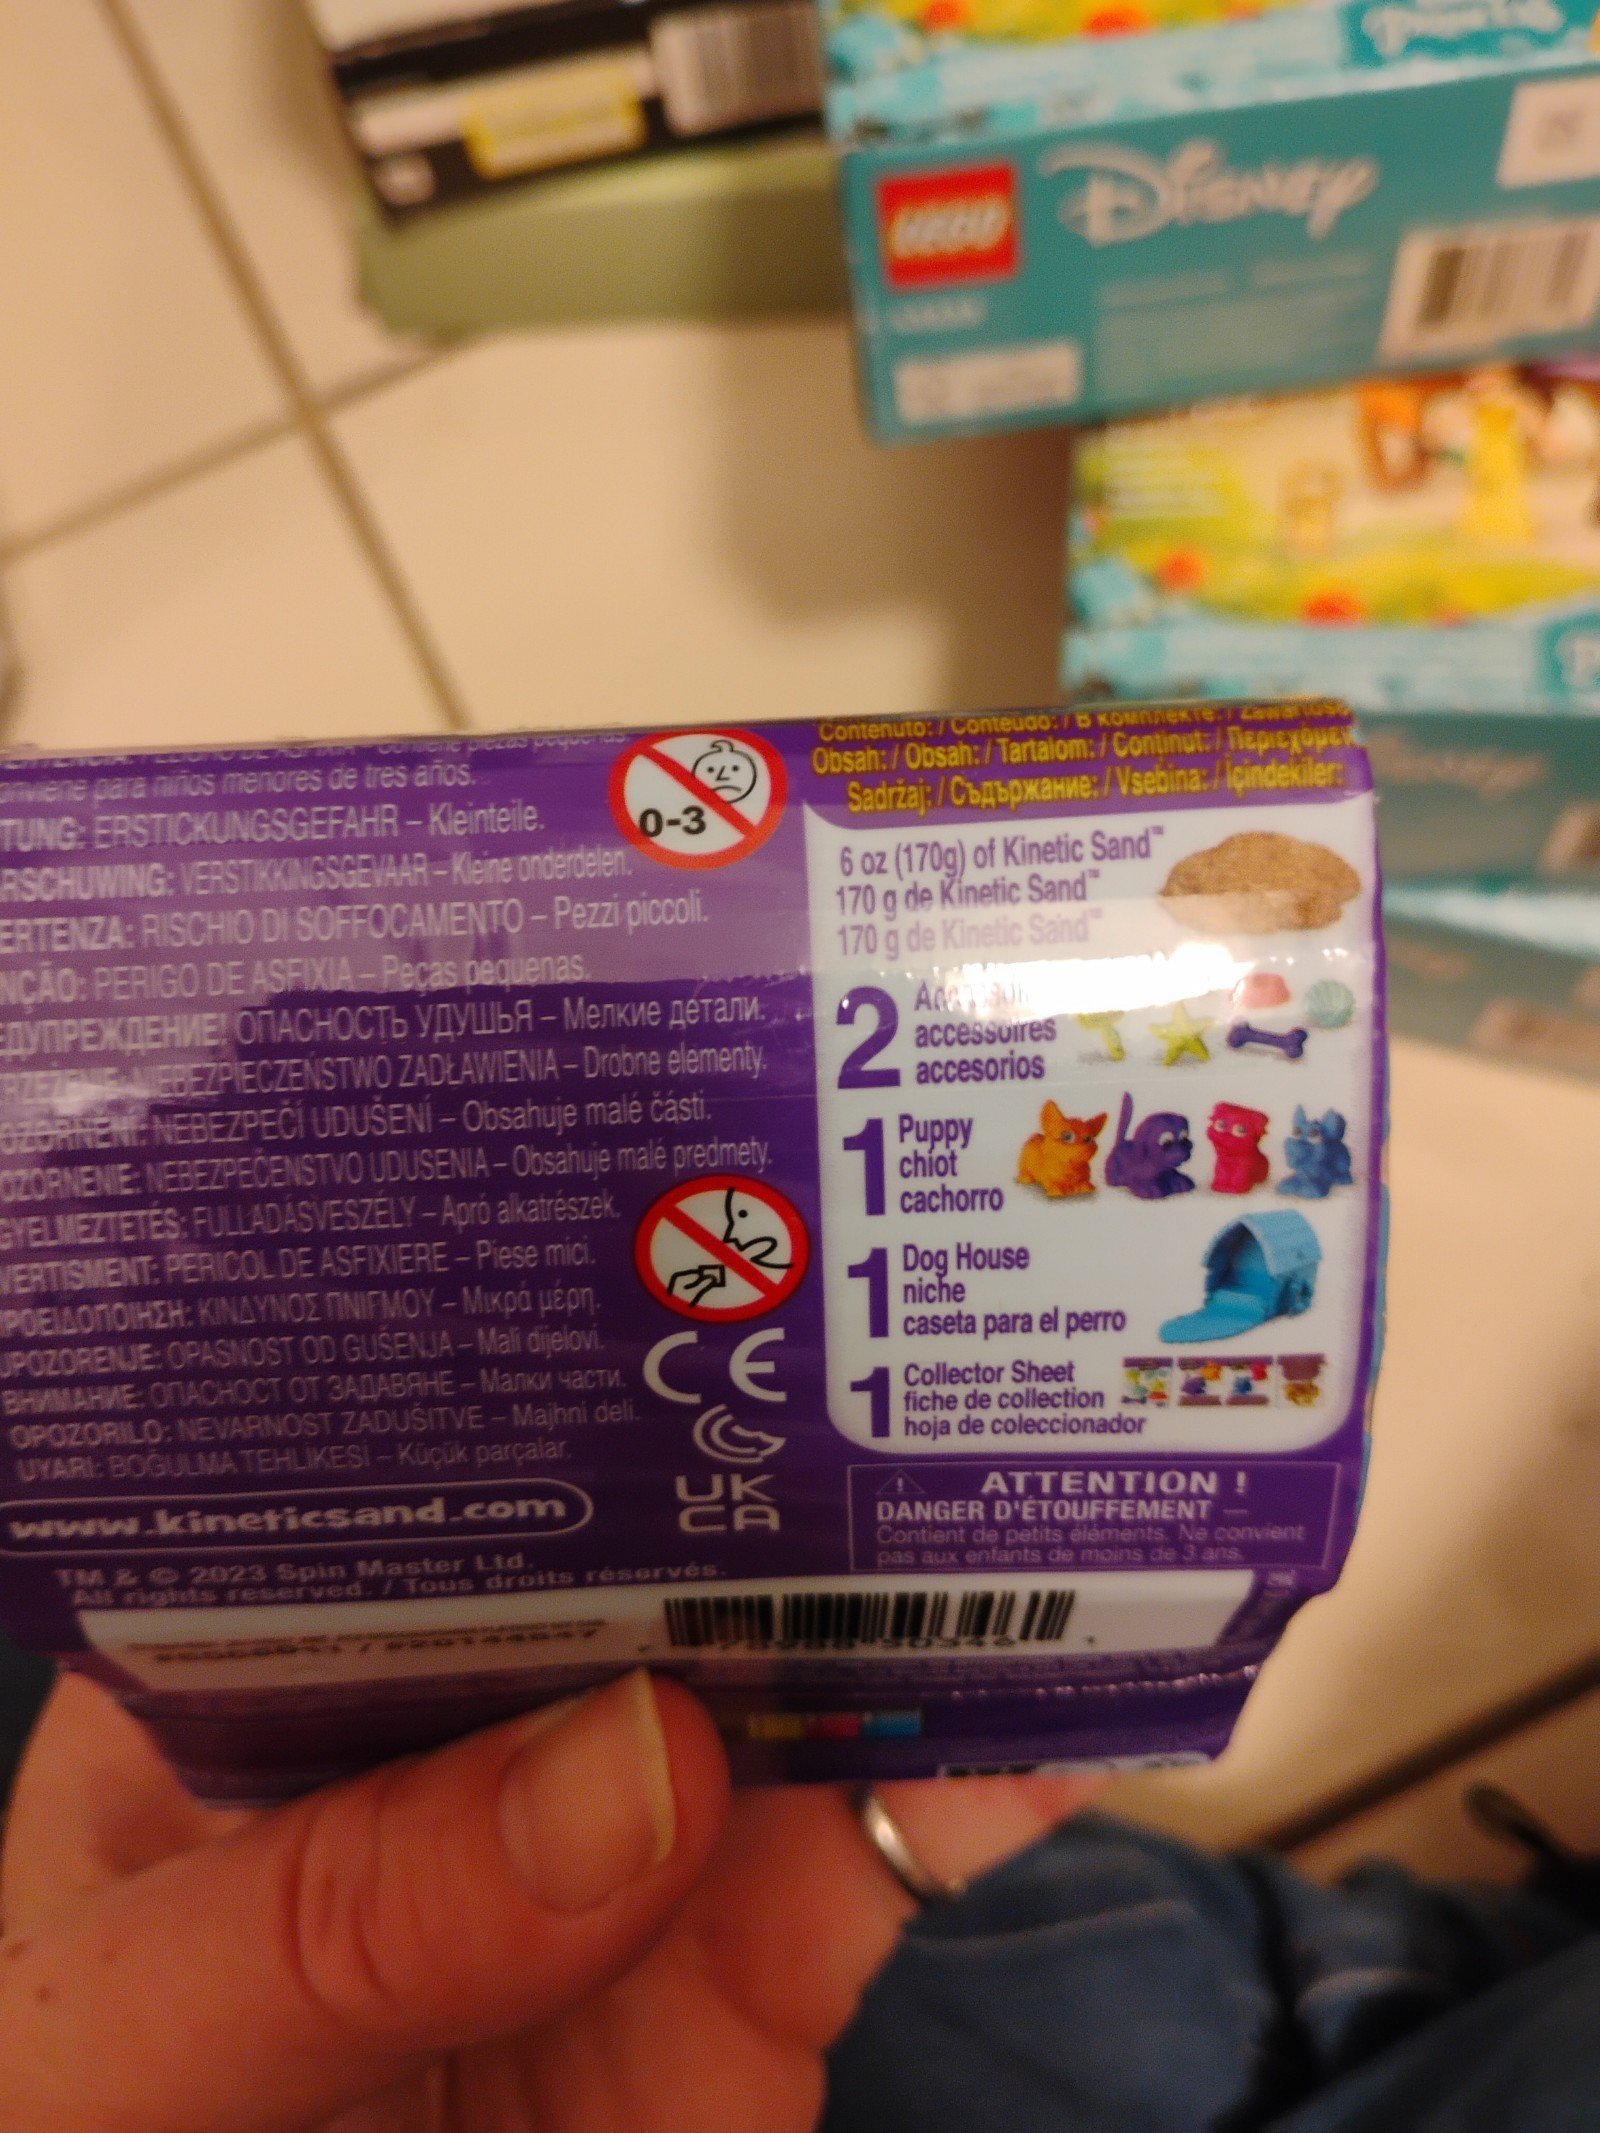 LEGO
Disney
Contenuto: / Conteúdo: / В комплекте: / Zawartość
Obsah: / Obsah: / Tartalom: / Conţinut: / Περιεχόμεν
Sadržaj: / Съдържание: / Vsebina: / İçindekiler:
nviene para niños menores de tres años.
TUNG: ERSTICKUNGSGEFAHR – Kleinteile.
RSCHUWING: VERSTIKKINGSGEVAAR – Kleine onderdelen.
ERTENZA: RISCHIO DI SOFFOCAMENTO – Pezzi piccoli.
NÇÃO: PERIGO DE ASFIXIA – Peças pequenas.
ЕДУПРЕЖДЕНИЕ: ОПАСНОСТЬ УДУШЬЯ – Мелкие детали.
NIEBEZPIECZEŃSTWO ZADŁAWIENIA – Drobne elementy.
OZORNĚNÍ: NEBEZPEČÍ UDUŠENÍ – Obsahuje malé části.
OZORNENIE: NEBEZPEČENSTVO UDUSENIA – Obsahuje malé predmety.
GYELMEZTETÉS: FULLADÁSVESZÉLY – Apró alkatrészek.
VERTISMENT: PERICOL DE ASFIXIERE – Piese mici.
ΡΟΕΙΔΟΠΟΙΗΣΗ: ΚΙΝΔΥΝΟΣ ΠΝΙΓΜΟΥ – Μικρά μέρη.
UPOZORENJE: OPASNOST OD GUŠENJA – Mali dijelovi.
ВНИМАНИЕ: ОПАСНОСТ ОТ ЗАДАВЯНЕ – Малки части.
OPOZORILO: NEVARNOST ZADUŠITVE – Majhni deli.
UYARI: BOĞULMA TEHLİKESİ – Küçük parçalar.
www.kineticsand.com
TM & © 2023 Spin Master Ltd.
All rights reserved. / Tous droits réservés.
0-3
CE
UK
CA
6 oz (170g) of Kinetic Sand™
170 g de Kinetic Sand™
170 g de Kinetic Sand™
2
accessoires
accesorios
1 Puppy
chiot
cachorro
1 Dog House
niche
caseta para el perro
1 Collector Sheet
fiche de collection
hoja de coleccionador
ATTENTION !
DANGER D'ÉTOUFFEMENT —
Contient de petits éléments. Ne convient
pas aux enfants de moins de 3 ans.